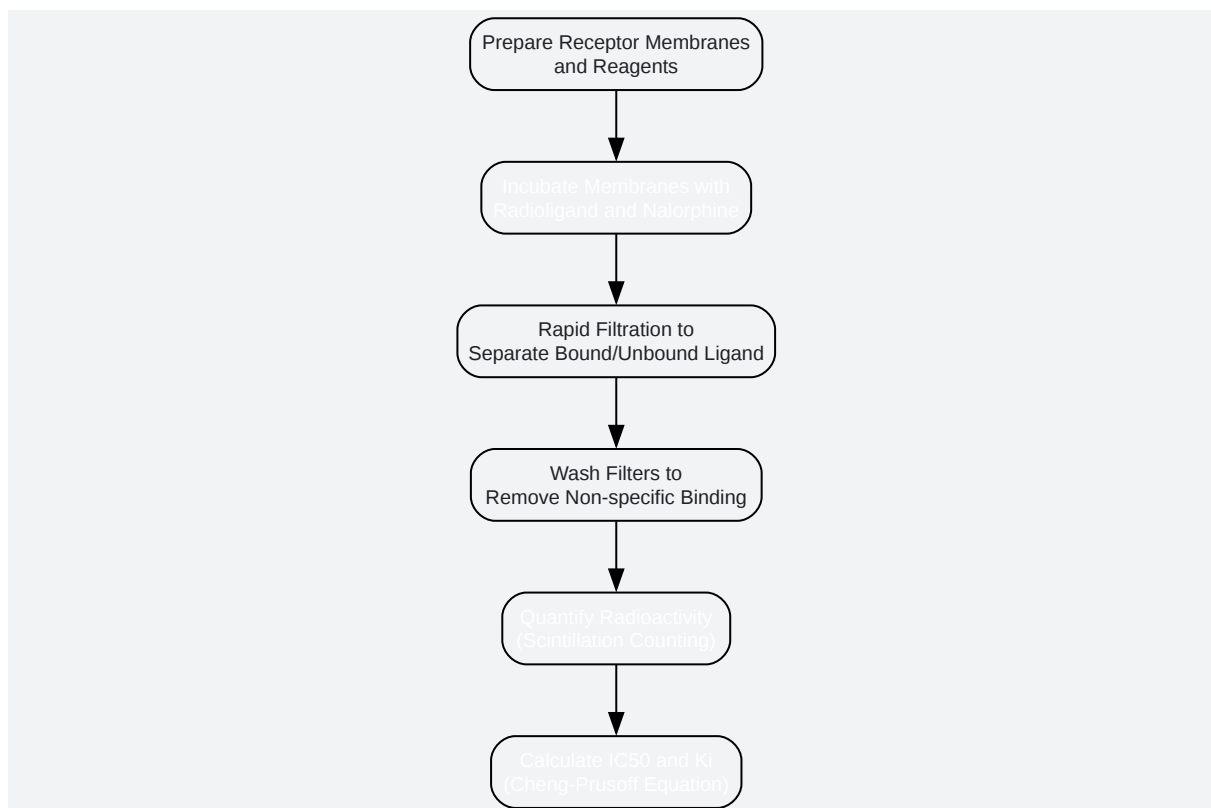 Prepare Receptor Membranes
and Reagents
Incubate Membranes with
Radioligand and Nalorphine
Rapid Filtration to
Separate Bound/Unbound Ligand
Wash Filters to
Remove Non-specific Binding
Quantify Radioactivity
(Scintillation Counting)
Calculate IC50 and Ki
(Cheng-Prusoff Equation)